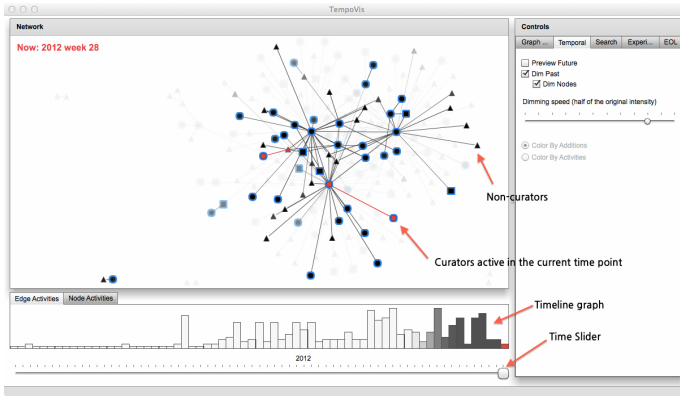 TempoVis
Network
Now: 2012 week 28
Non-curators
Curators active in the current time point
Edge Activities
Node Activities
2012
Timeline graph
Time Slider
Controls
Graph ...
Temporal
Search
Experi...
EOL
Preview Future
Dim Past
Dim Nodes
Dimming speed (half of the original intensity)
Color By Additions
Color By Activities